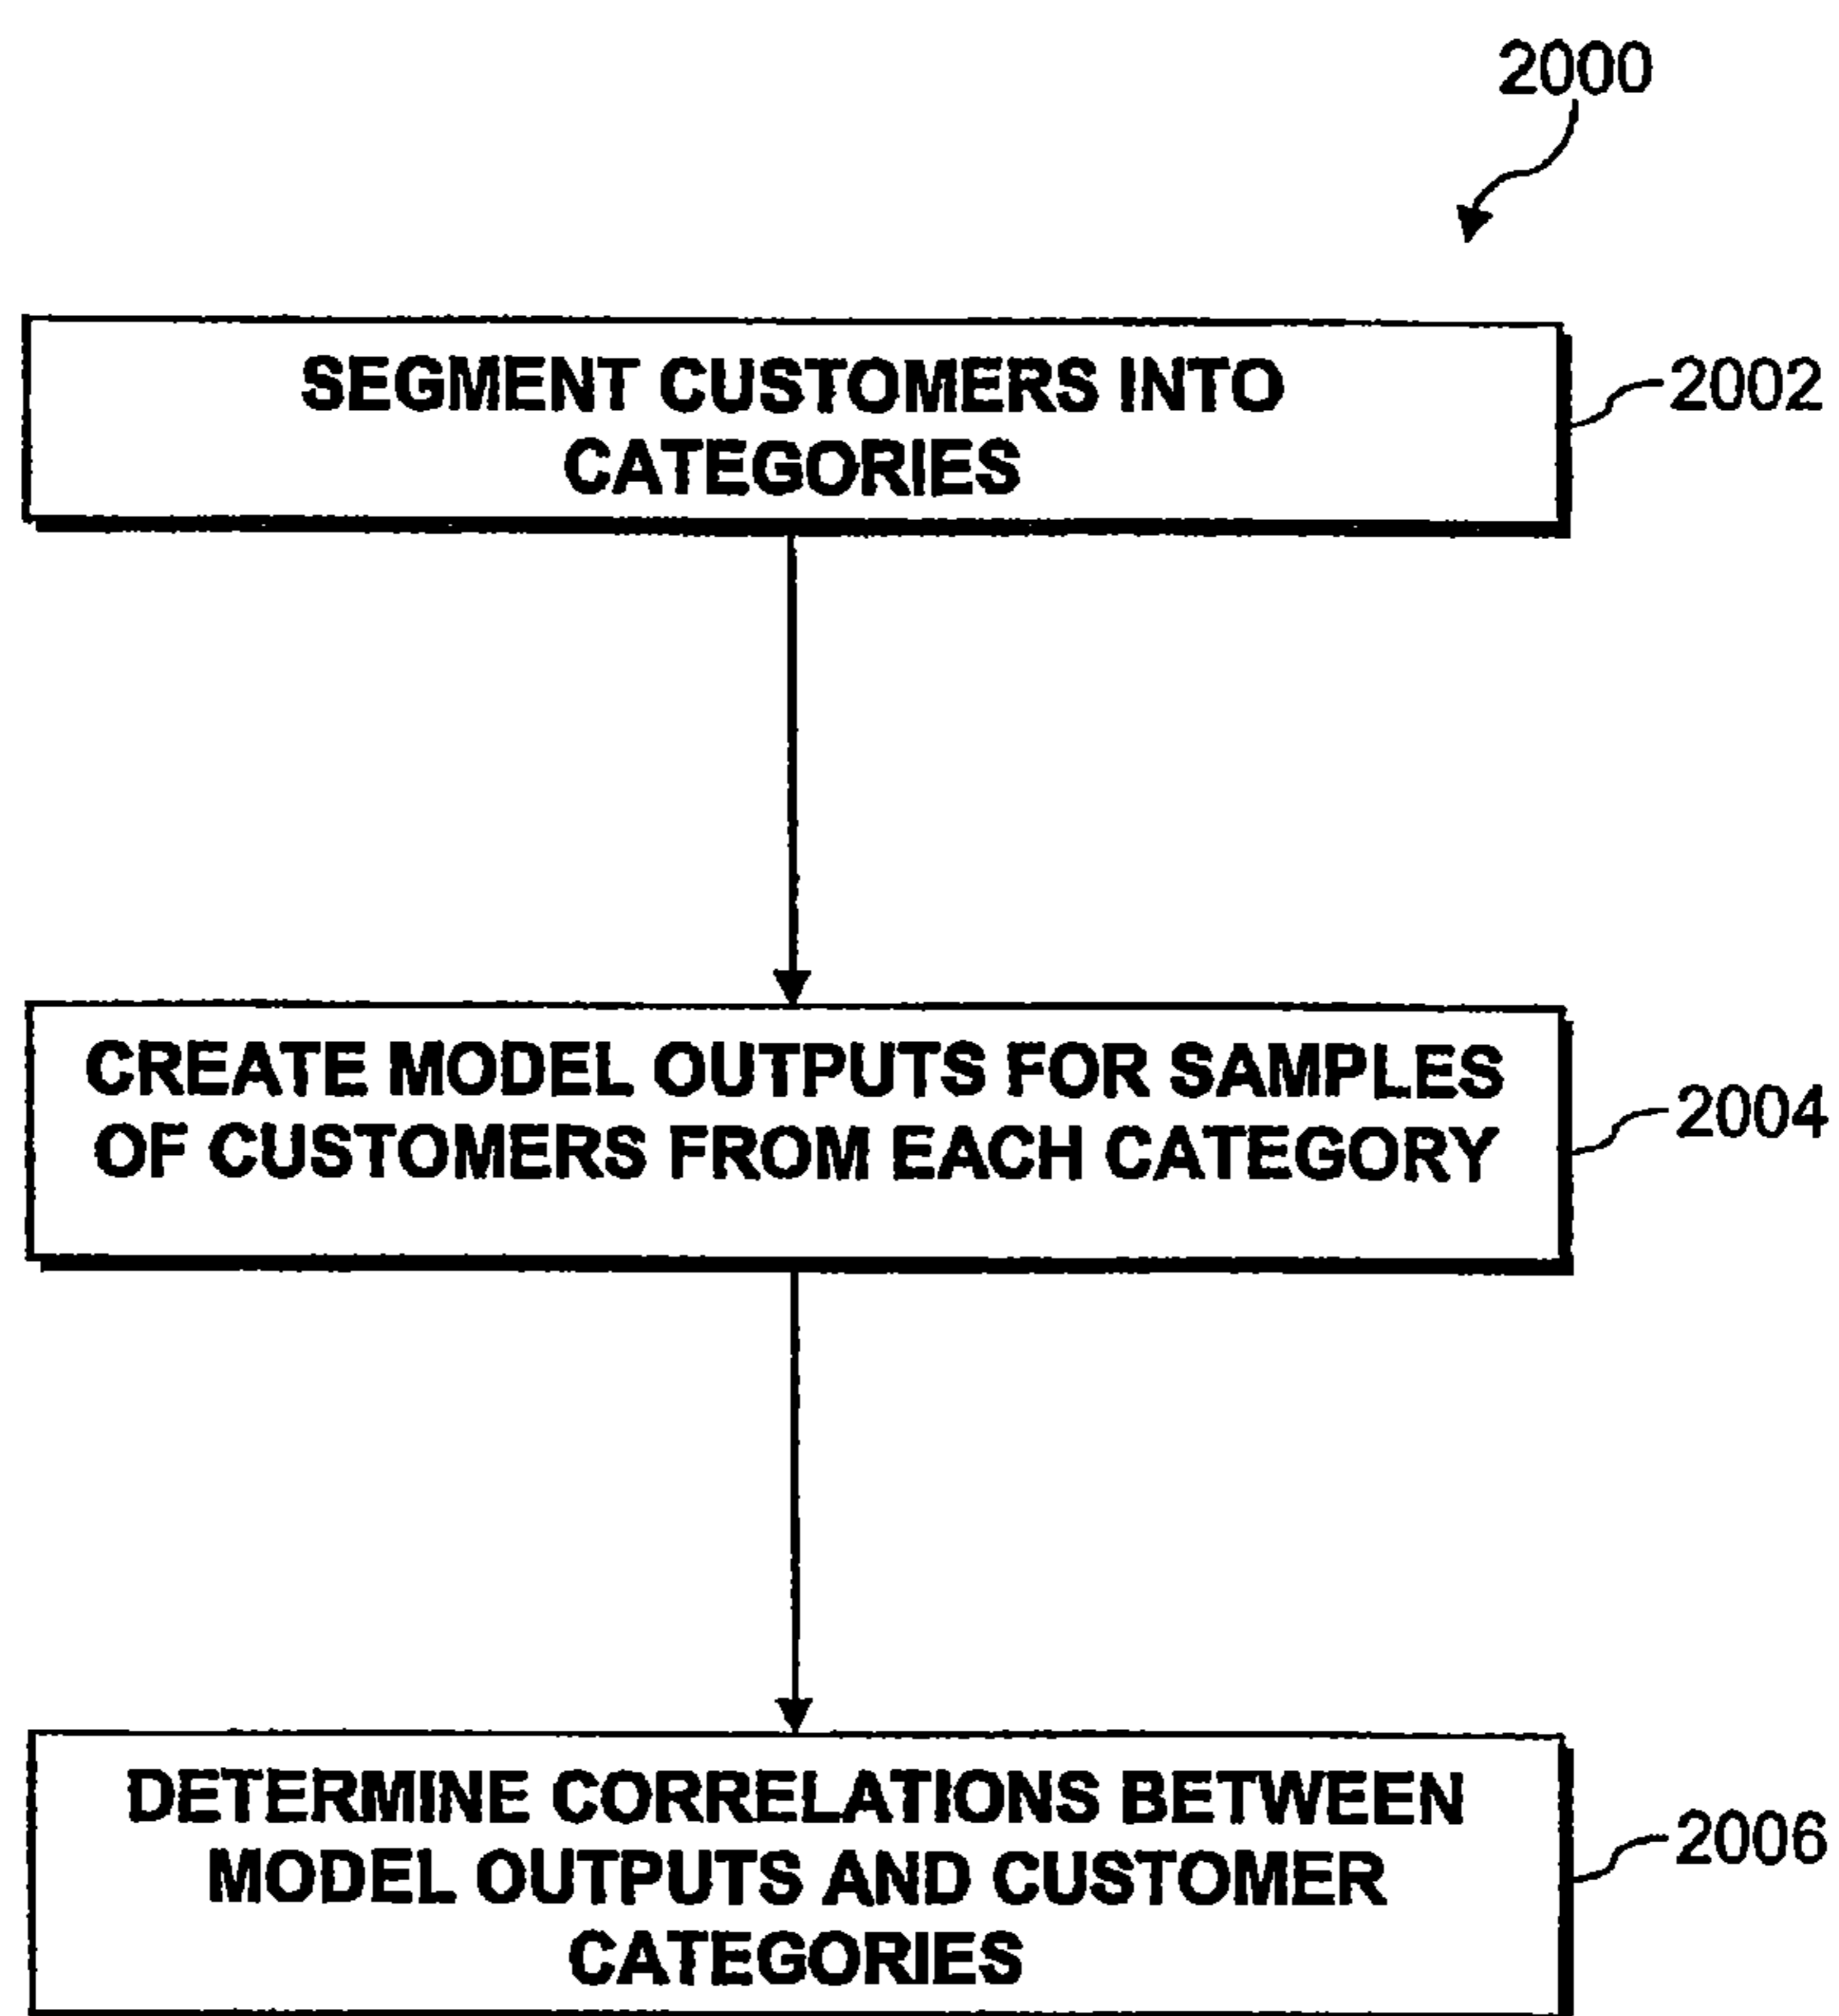 2000
SEGMENT CUSTOMERS INTO
CATEGORIES
2002
CREATE MODEL OUTPUTS FOR SAMPLES
OF CUSTOMERS FROM EACH CATEGORY
2004
DETERMINE CORRELATIONS BETWEEN
MODEL OUTPUTS AND CUSTOMER
CATEGORIES
2006